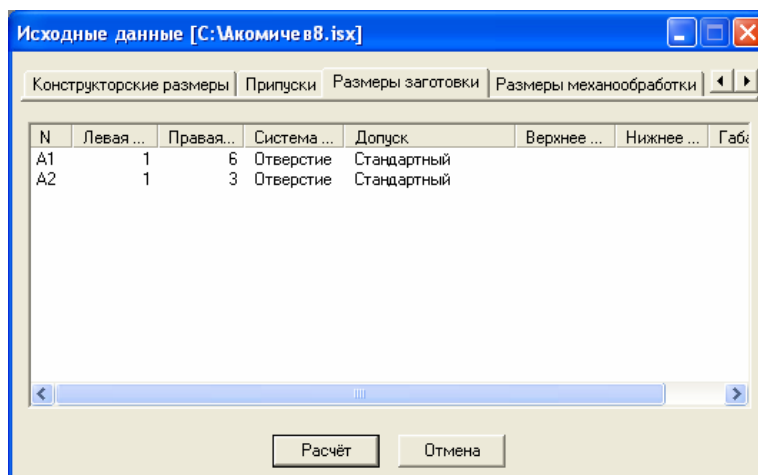 Исходные данные [C:\Акомичев8.isx]
Конструкторские размеры Припуски Размеры заготовки Размеры механообработки
N Левая ... Правая... Система ... Допуск Верхнее ... Нижнее ... Габа
A1 1 6 Отверстие Стандартный
A2 1 3 Отверстие Стандартный
Расчёт Отмена